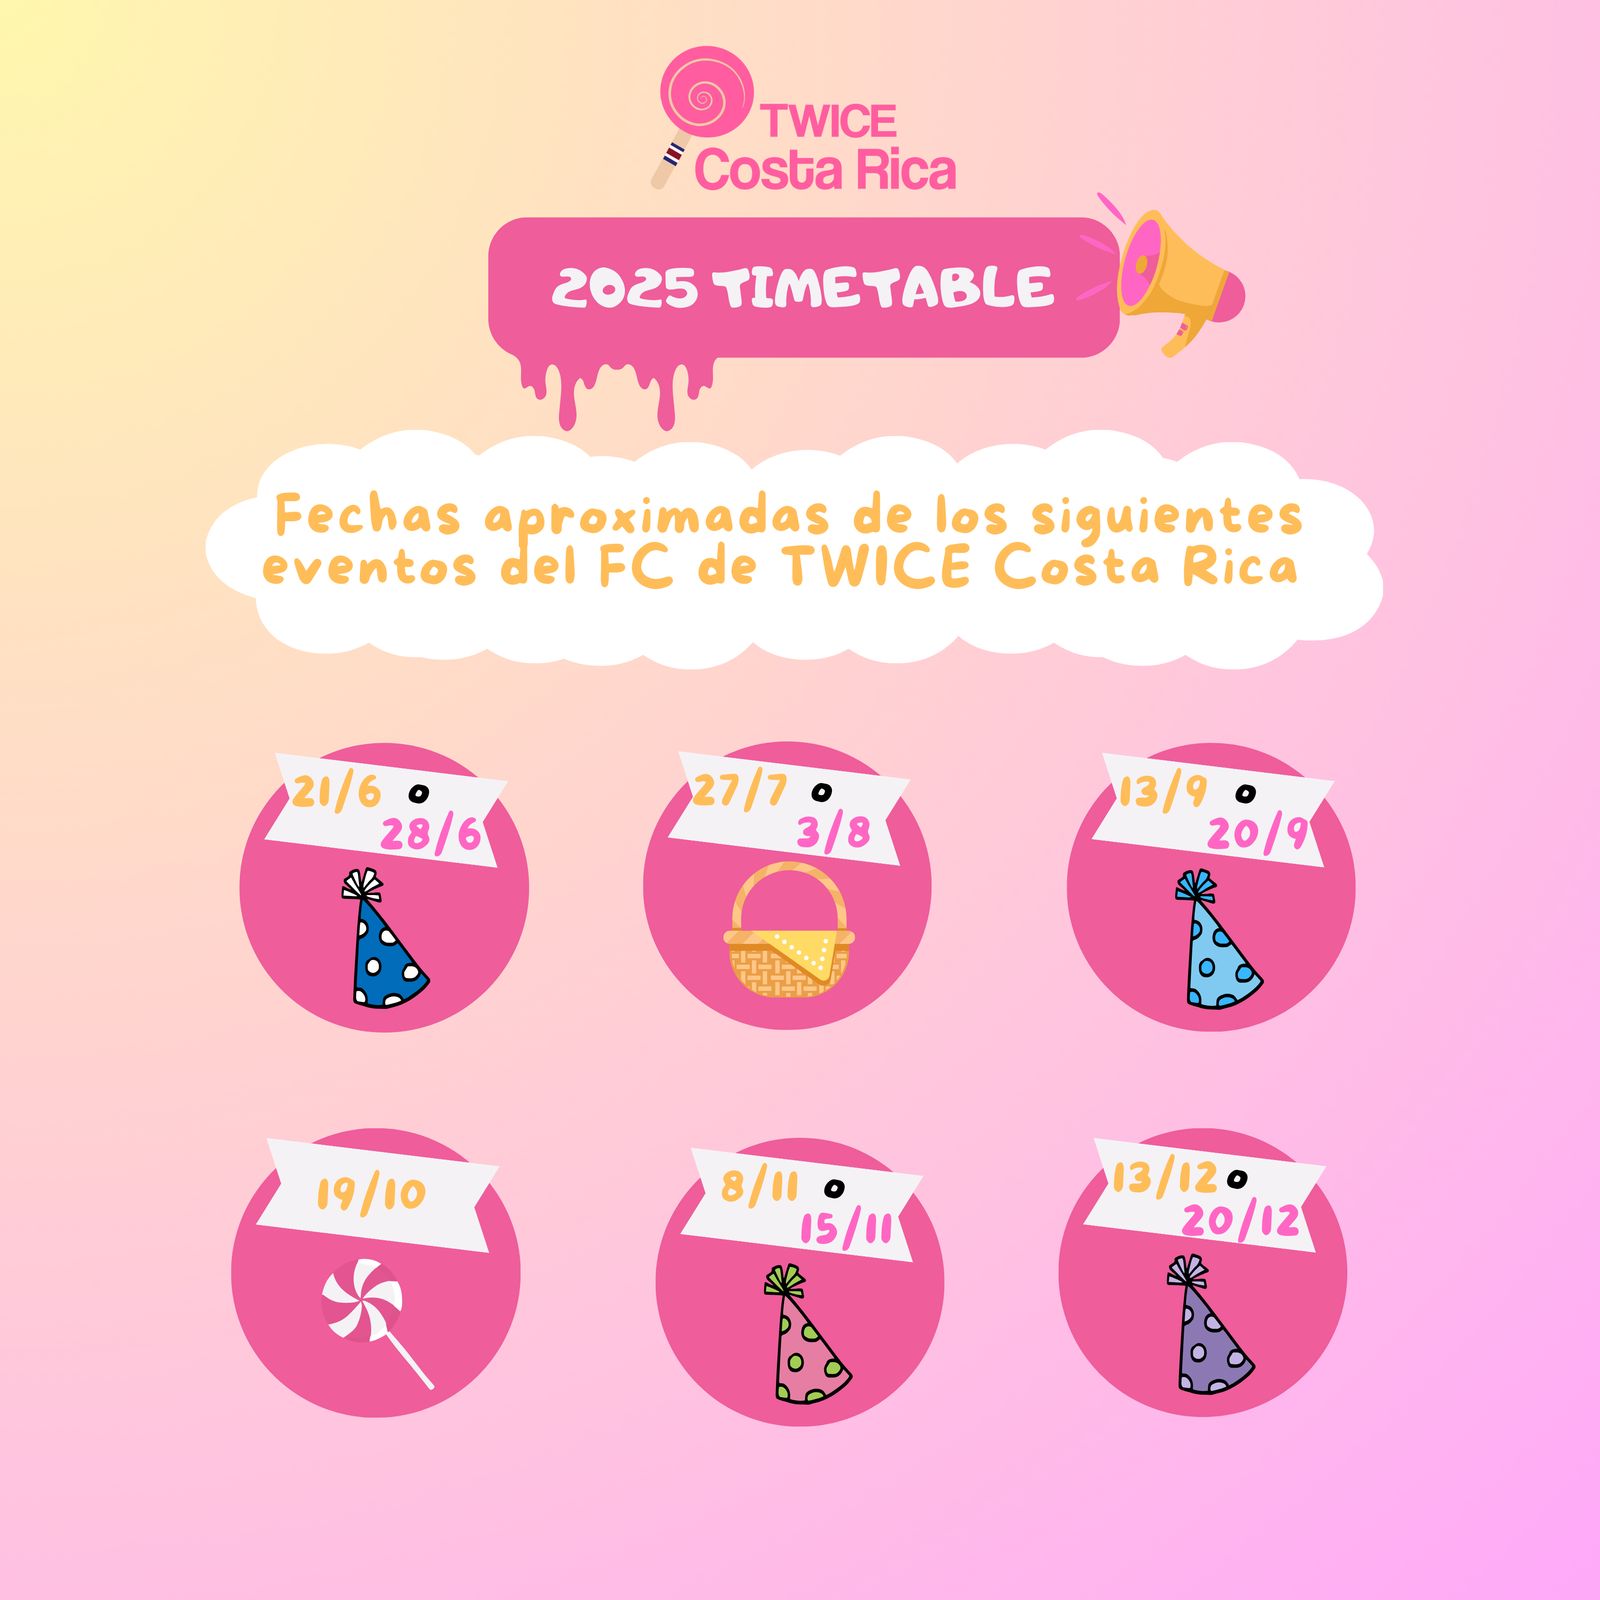 TWICE
Costa Rica
2025 TIMETABLE
Fechas aproximadas de los siguientes
eventos del FC de TWICE Costa Rica
21/6 o
28/6
27/7 o
3/8
13/9 o
20/9
19/10
8/11 o
15/11
13/12 o
20/12